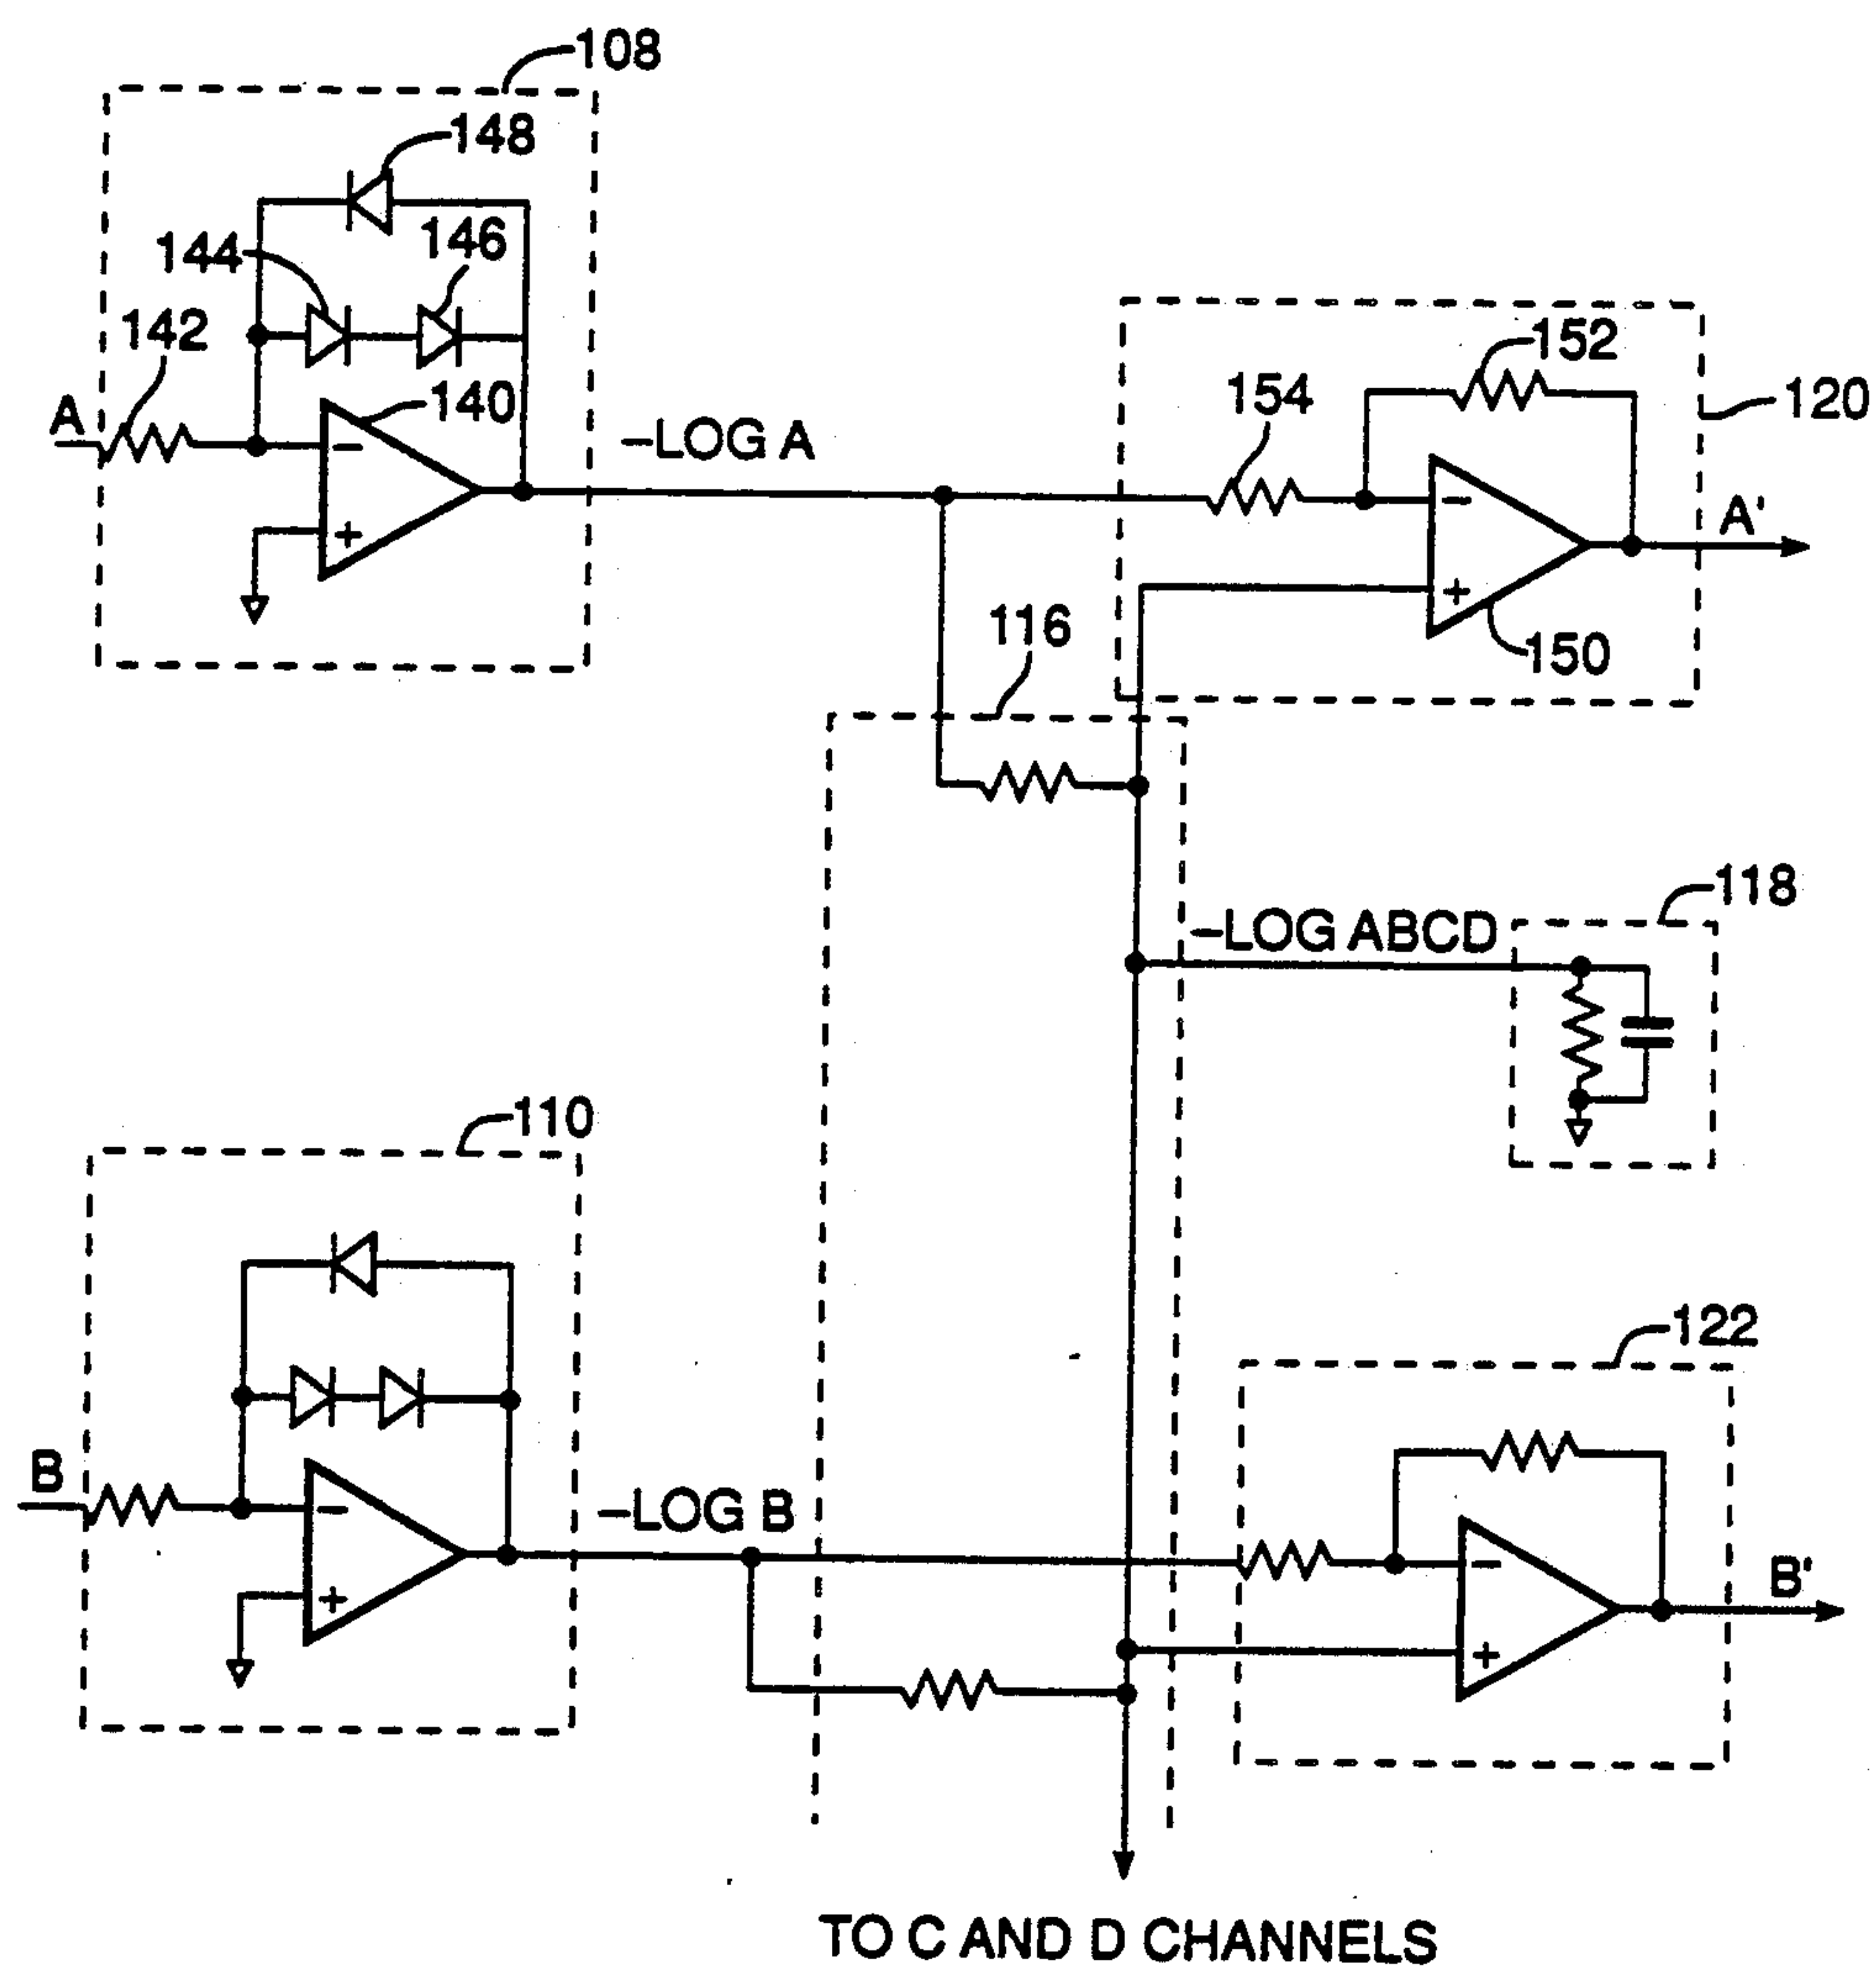 108
148
144
146
142
A
140
−LOG A
152
154
120
A'
116
150
118
−LOG ABCD
110
122
B
−LOG B
B'
TO C AND D CHANNELS